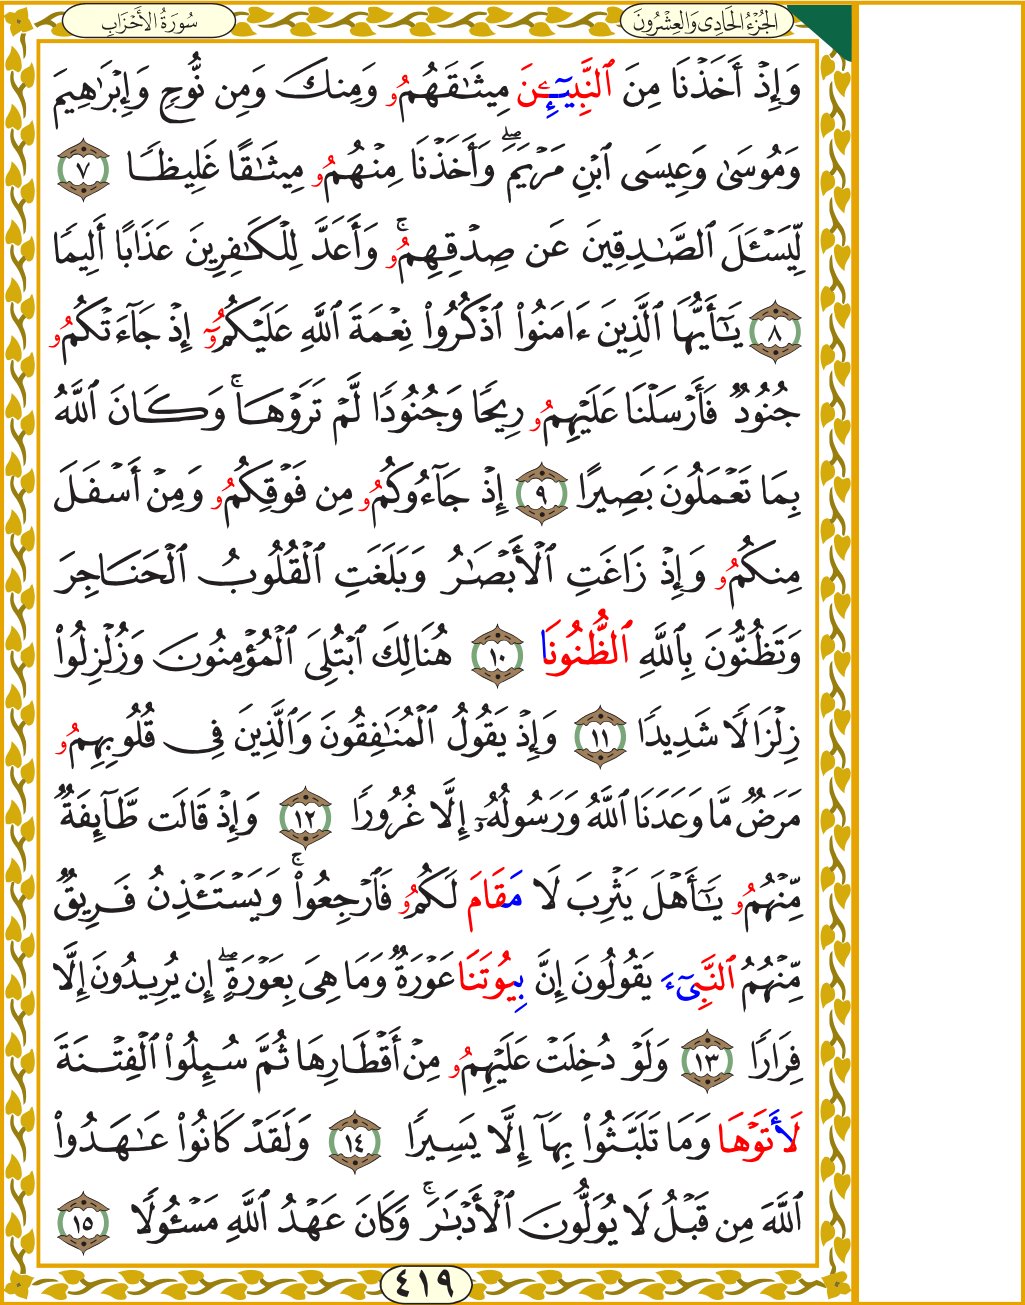 الجُزْءُ الحَادِى وَالعِشْرُونَ
سُورَةُ الأَحْزَابِ
وَإِذْ أَخَذْنَا مِنَ ٱلنَّبِيٓـِٔنَ مِيثَـٰقَهُمُۥ وَمِنكَ وَمِن نُّوحٍ وَإِبْرَٰهِيمَ
وَمُوسَىٰ وَعِيسَى ٱبْنِ مَرْيَمَ ۖ وَأَخَذْنَا مِنْهُمُۥ مِيثَـٰقًا غَلِيظًا ٧
لِّيَسْـَٔلَ ٱلصَّـٰدِقِينَ عَن صِدْقِهِمُۥ ۚ وَأَعَدَّ لِلْكَـٰفِرِينَ عَذَابًا أَلِيمًا
٨ يَـٰٓأَيُّهَا ٱلَّذِينَ ءَامَنُوا۟ ٱذْكُرُوا۟ نِعْمَةَ ٱللَّهِ عَلَيْكُمُۥٓ إِذْ جَآءَتْكُمُۥ
جُنُودٌ فَأَرْسَلْنَا عَلَيْهِمُۥ رِيحًا وَجُنُودًا لَّمْ تَرَوْهَا ۚ وَكَانَ ٱللَّهُ
بِمَا تَعْمَلُونَ بَصِيرًا ٩ إِذْ جَآءُوكُمُۥ مِن فَوْقِكُمُۥ وَمِنْ أَسْفَلَ
مِنكُمُۥ وَإِذْ زَاغَتِ ٱلْأَبْصَـٰرُ وَبَلَغَتِ ٱلْقُلُوبُ ٱلْحَنَاجِرَ
وَتَظُنُّونَ بِٱللَّهِ ٱلظُّنُونَا ١٠ هُنَالِكَ ٱبْتُلِىَ ٱلْمُؤْمِنُونَ وَزُلْزِلُوا۟
زِلْزَالًا شَدِيدًا ١١ وَإِذْ يَقُولُ ٱلْمُنَـٰفِقُونَ وَٱلَّذِينَ فِى قُلُوبِهِمُۥ
مَرَضٌ مَّا وَعَدَنَا ٱللَّهُ وَرَسُولُهُۥٓ إِلَّا غُرُورًا ١٢ وَإِذْ قَالَت طَّآئِفَةٌ
مِّنْهُمُۥ يَـٰٓأَهْلَ يَثْرِبَ لَا مَقَامَ لَكُمُۥ فَٱرْجِعُوا۟ ۚ وَيَسْتَـْٔذِنُ فَرِيقٌ
مِّنْهُمُ ٱلنَّبِىٓءَ يَقُولُونَ إِنَّ بِيُوتَنَا عَوْرَةٌ وَمَا هِىَ بِعَوْرَةٍ ۖ إِن يُرِيدُونَ إِلَّا
فِرَارًا ١٣ وَلَوْ دُخِلَتْ عَلَيْهِمُۥ مِنْ أَقْطَارِهَا ثُمَّ سُئِلُوا۟ ٱلْفِتْنَةَ
لَأَتَوْهَا وَمَا تَلَبَّثُوا۟ بِهَآ إِلَّا يَسِيرًا ١٤ وَلَقَدْ كَانُوا۟ عَـٰهَدُوا۟
ٱللَّهَ مِن قَبْلُ لَا يُوَلُّونَ ٱلْأَدْبَـٰرَ ۚ وَكَانَ عَهْدُ ٱللَّهِ مَسْـُٔولًا ١٥
٤١٩